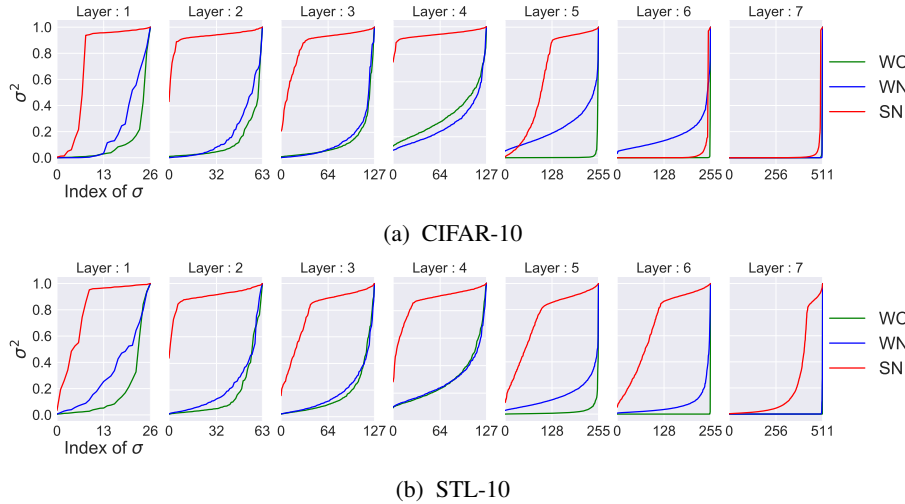 Layer : 1 Layer : 2 Layer : 3 Layer : 4 Layer : 5 Layer : 6 Layer : 7
1.0
0.8
0.6
0.4
0.2
0.0
σ²
0 13 26 0 32 63 0 64 127 0 64 127 0 128 255 0 128 255 0 256 511
Index of σ
WC
WN
SN
(a) CIFAR-10
Layer : 1 Layer : 2 Layer : 3 Layer : 4 Layer : 5 Layer : 6 Layer : 7
1.0
0.8
0.6
0.4
0.2
0.0
σ²
0 13 26 0 32 63 0 64 127 0 64 127 0 128 255 0 128 255 0 256 511
Index of σ
WC
WN
SN
(b) STL-10